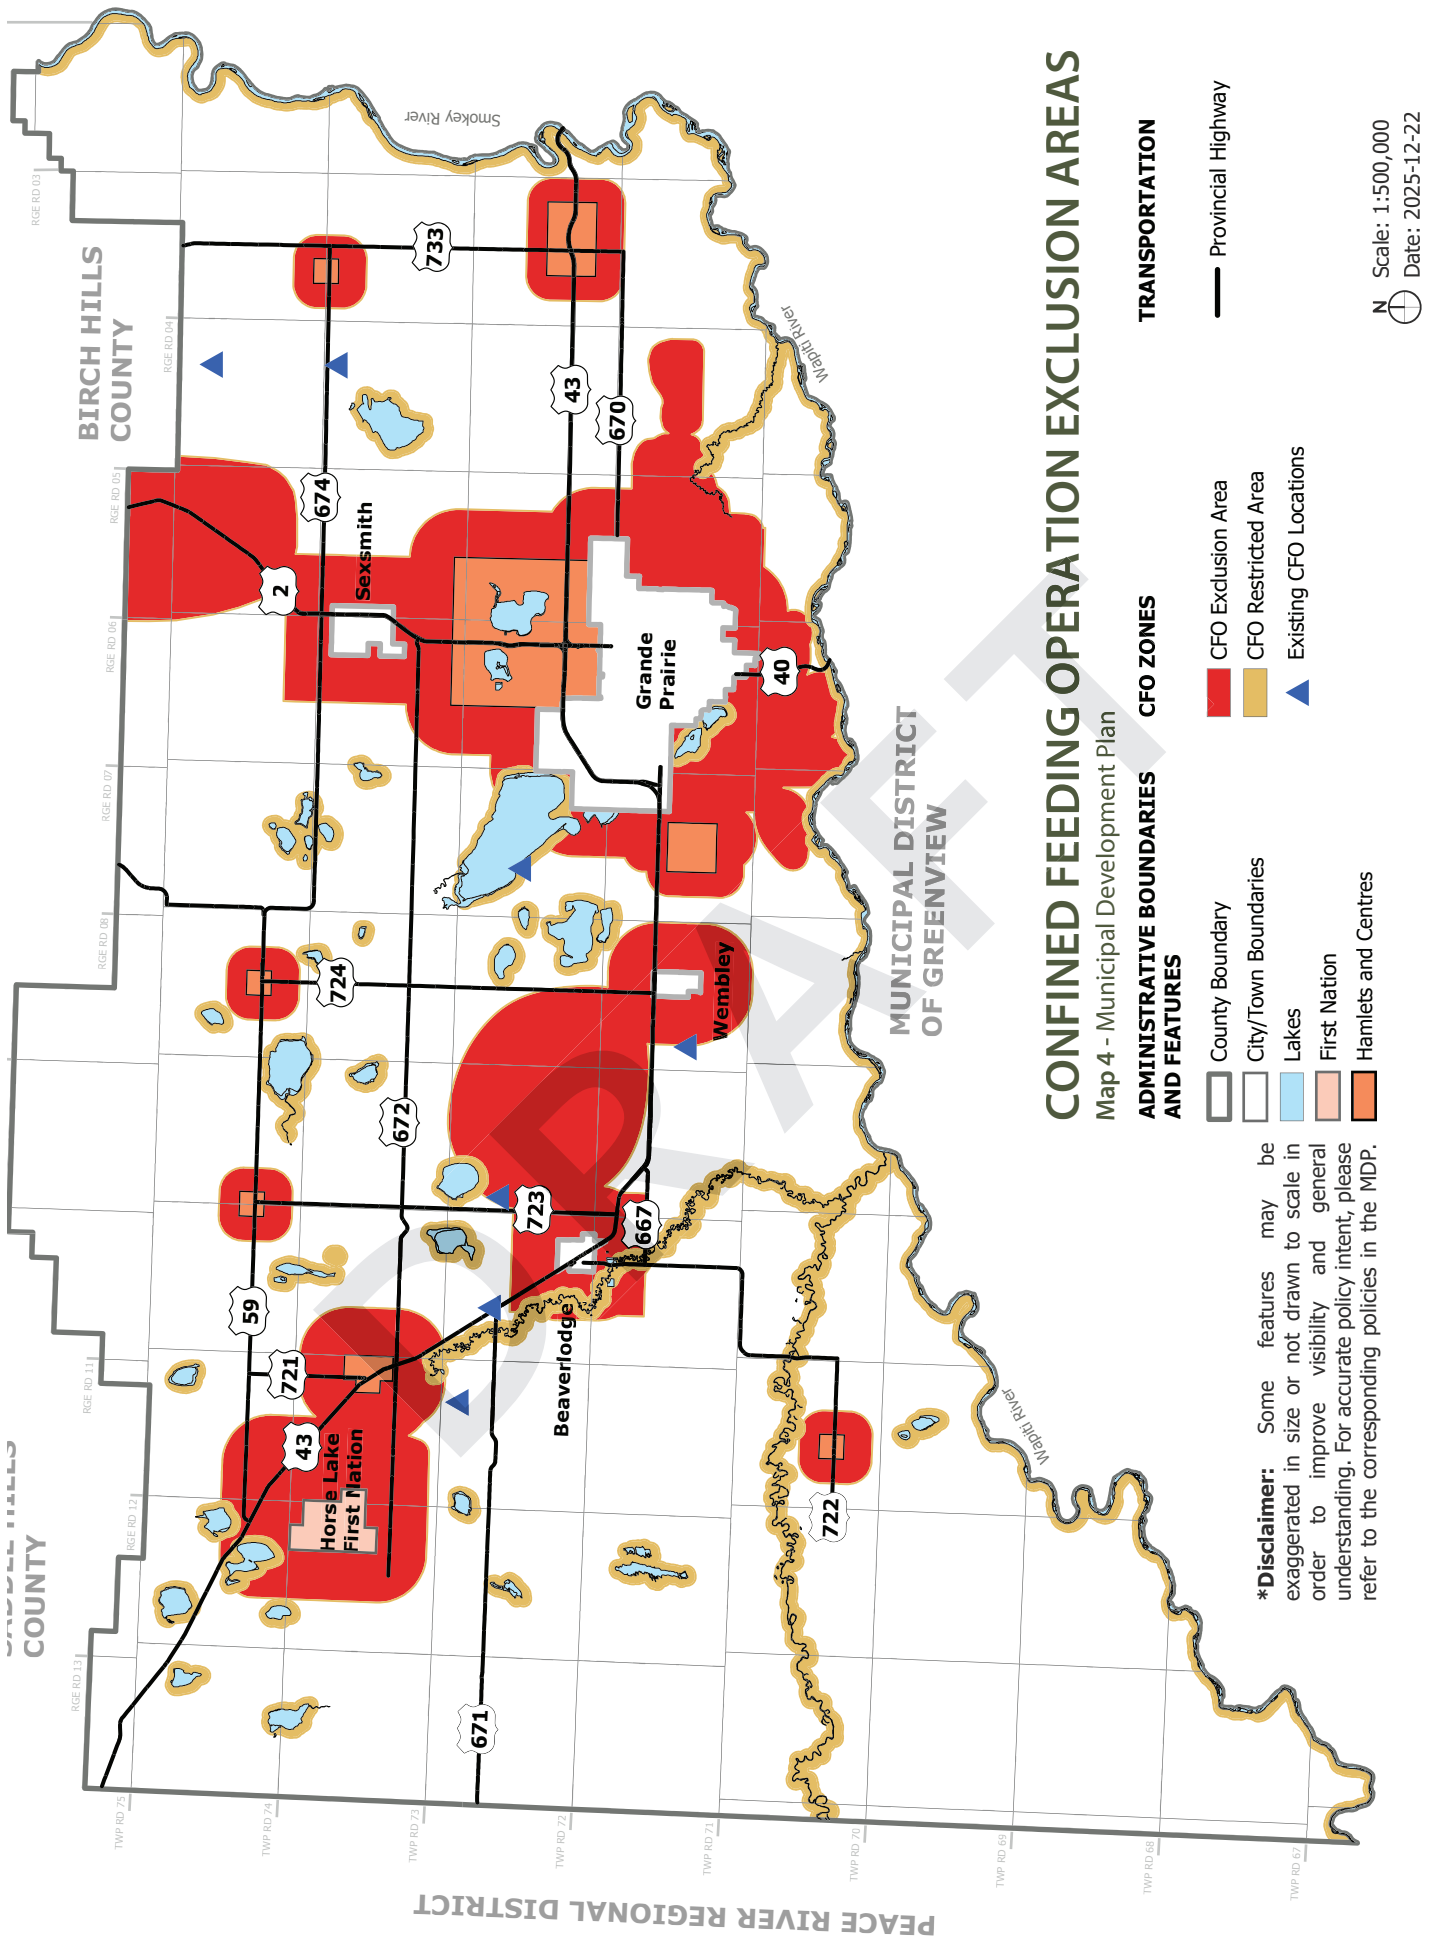 CONFINED FEEDING OPERATION EXCLUSION AREAS
Map 4 - Municipal Development Plan
ADMINISTRATIVE BOUNDARIES
AND FEATURES
County Boundary
City/Town Boundaries
Lakes
First Nation
Hamlets and Centres
CFO ZONES
CFO Exclusion Area
CFO Restricted Area
Existing CFO Locations
TRANSPORTATION
Provincial Highway
N
Scale: 1:500,000
Date: 2025-12-22
*Disclaimer: Some features may be
exaggerated in size or not drawn to scale in
order to improve visibility and general
understanding. For accurate policy intent, please
refer to the corresponding policies in the MDP.
DRAFT
COUNTY
BIRCH HILLS
COUNTY
MUNICIPAL DISTRICT
OF GREENVIEW
PEACE RIVER REGIONAL DISTRICT
Smokey River
Wapiti River
Wapiti River
Sexsmith
Grande
Prairie
Wembley
Beaverlodge
Horse Lake
First Nation
RGE RD 03
RGE RD 04
RGE RD 05
RGE RD 06
RGE RD 07
RGE RD 08
RGE RD 11
RGE RD 12
RGE RD 13
TWP RD 75
TWP RD 74
TWP RD 73
TWP RD 72
TWP RD 71
TWP RD 70
TWP RD 69
TWP RD 68
TWP RD 67
733
43
670
674
2
40
724
672
723
667
59
721
43
722
671